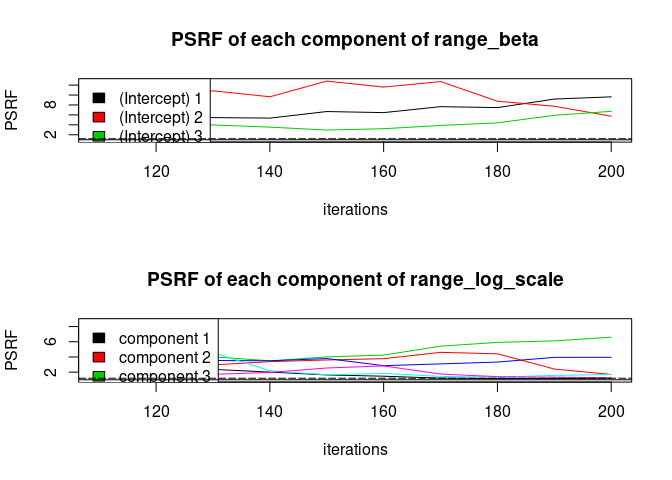 PSRF of each component of range_beta
PSRF
8
2
(Intercept) 1
(Intercept) 2
(Intercept) 3
120 140 160 180 200
iterations
PSRF of each component of range_log_scale
PSRF
6
2
component 1
component 2
component 3
120 140 160 180 200
iterations